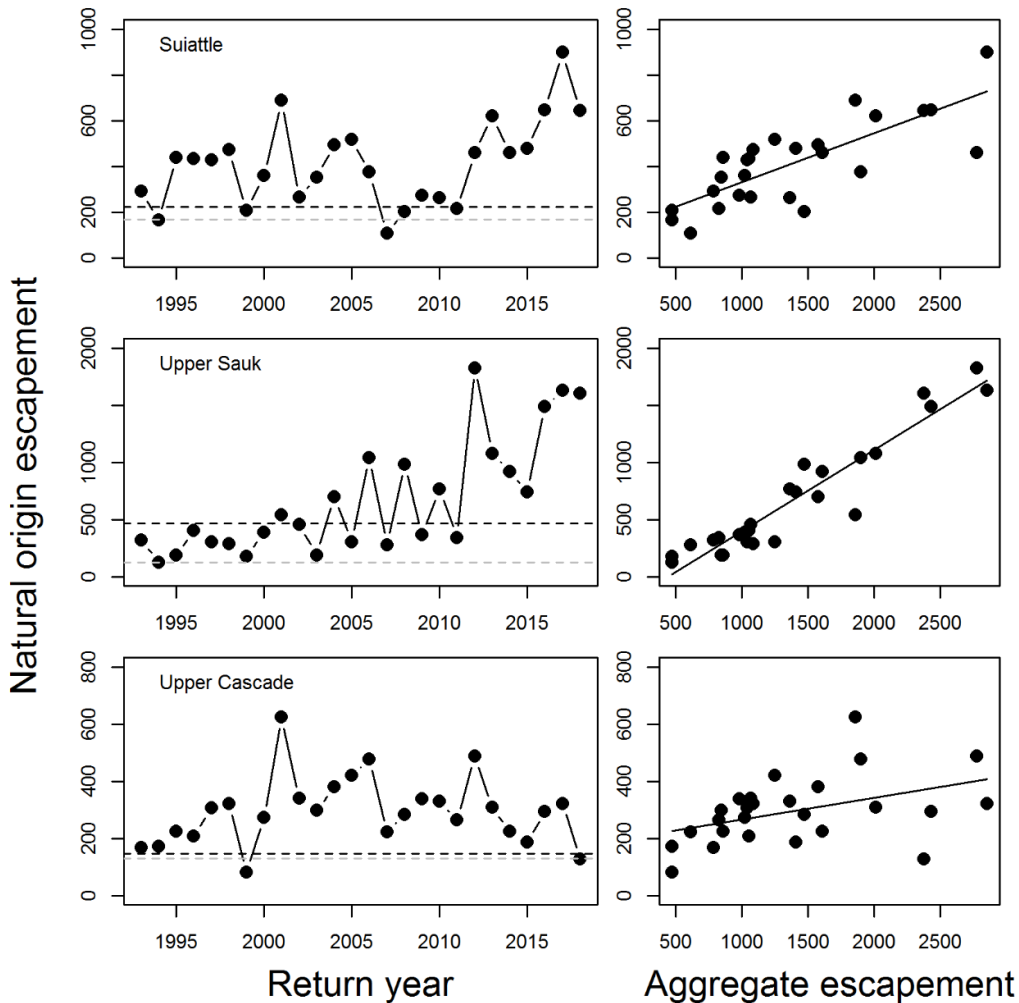 Natural origin escapement
Suiattle
0 200 600 1000
1995 2000 2005 2010 2015
500 1000 1500 2000 2500
Upper Sauk
0 500 1000 2000
1995 2000 2005 2010 2015
500 1000 1500 2000 2500
Upper Cascade
0 200 400 600 800
1995 2000 2005 2010 2015
500 1000 1500 2000 2500
0 200 600 1000
0 500 1000 2000
0 200 400 600 800
Return year
Aggregate escapement